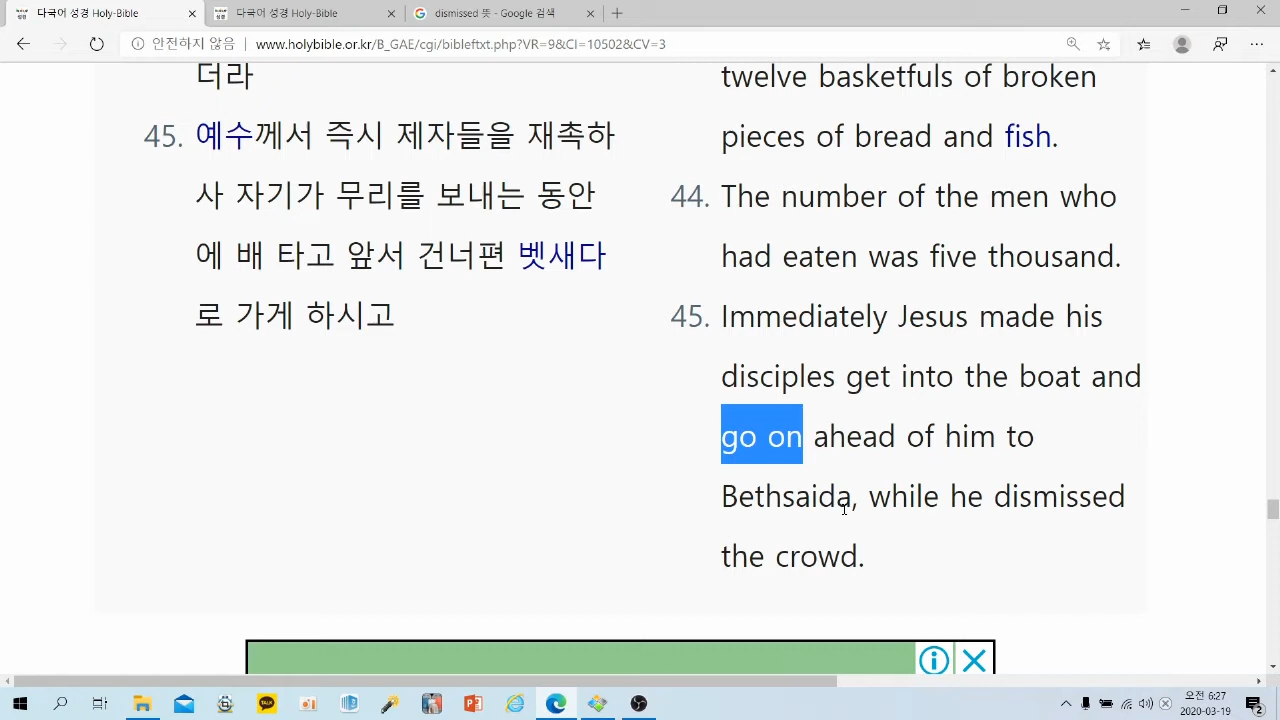 다국어 성경 Holy-Bible
다국어 성경 Holy-Bible
dismissed 뜻 - Google 검색
안전하지 않음
www.holybible.or.kr/B_GAE/cgi/bibleftxt.php?VR=9&CI=10502&CV=3
더라
45. 예수께서 즉시 제자들을 재촉하
사 자기가 무리를 보내는 동안
에 배 타고 앞서 건너편 벳새다
로 가게 하시고
twelve basketfuls of broken
pieces of bread and fish.
44. The number of the men who
had eaten was five thousand.
45. Immediately Jesus made his
disciples get into the boat and
go on ahead of him to
Bethsaida, while he dismissed
the crowd.
TALK
오전 6:27
2020-03-19
2